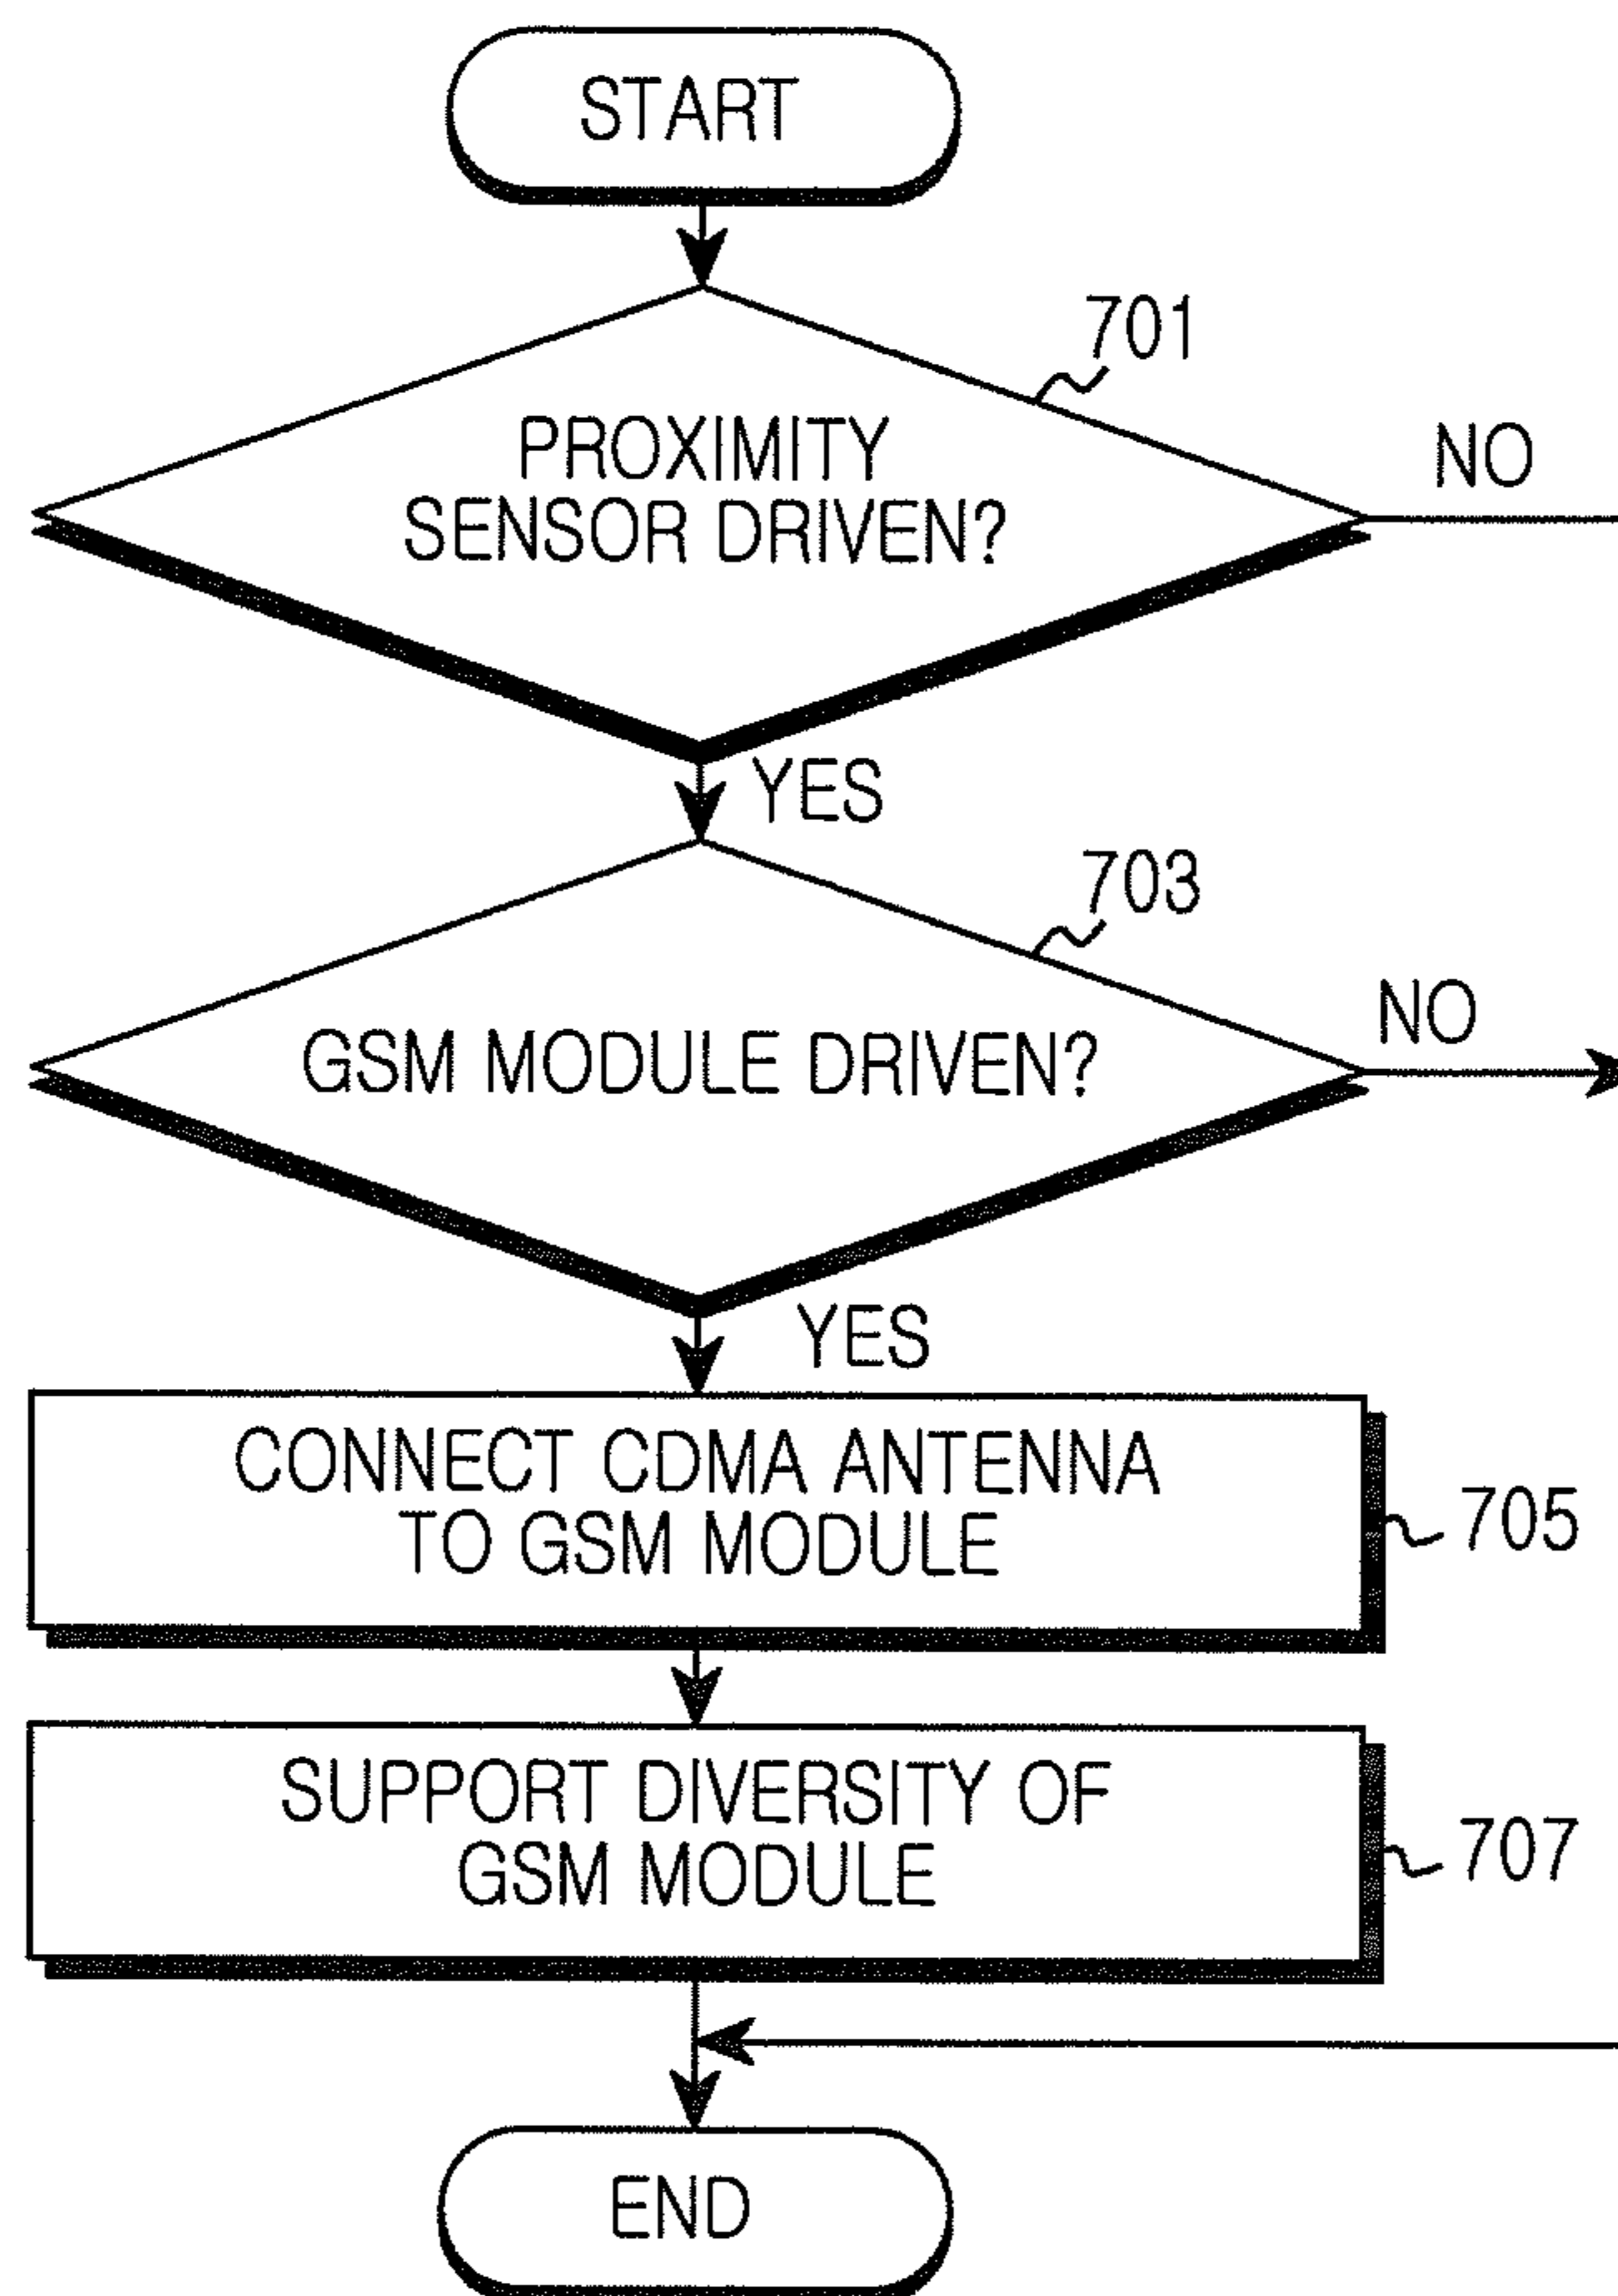 START
701
PROXIMITY
SENSOR DRIVEN?
NO
YES
703
GSM MODULE DRIVEN?
NO
YES
CONNECT CDMA ANTENNA
TO GSM MODULE
705
SUPPORT DIVERSITY OF
GSM MODULE
707
END